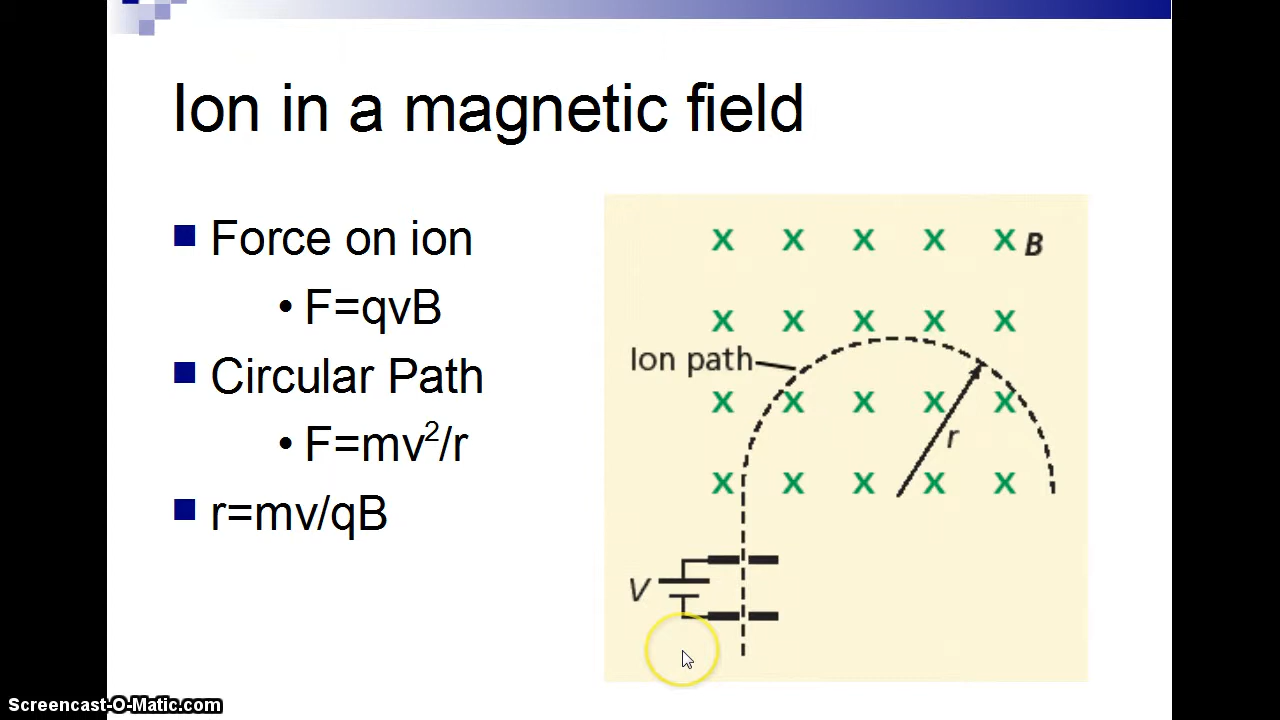 Ion in a magnetic field
Force on ion
• F=qvB
Circular Path
• F=mv²/r
r=mv/qB
x x x x x B
x x x x x
Ion path
x x x x x
r
x x x x x
V
Screencast-O-Matic.com